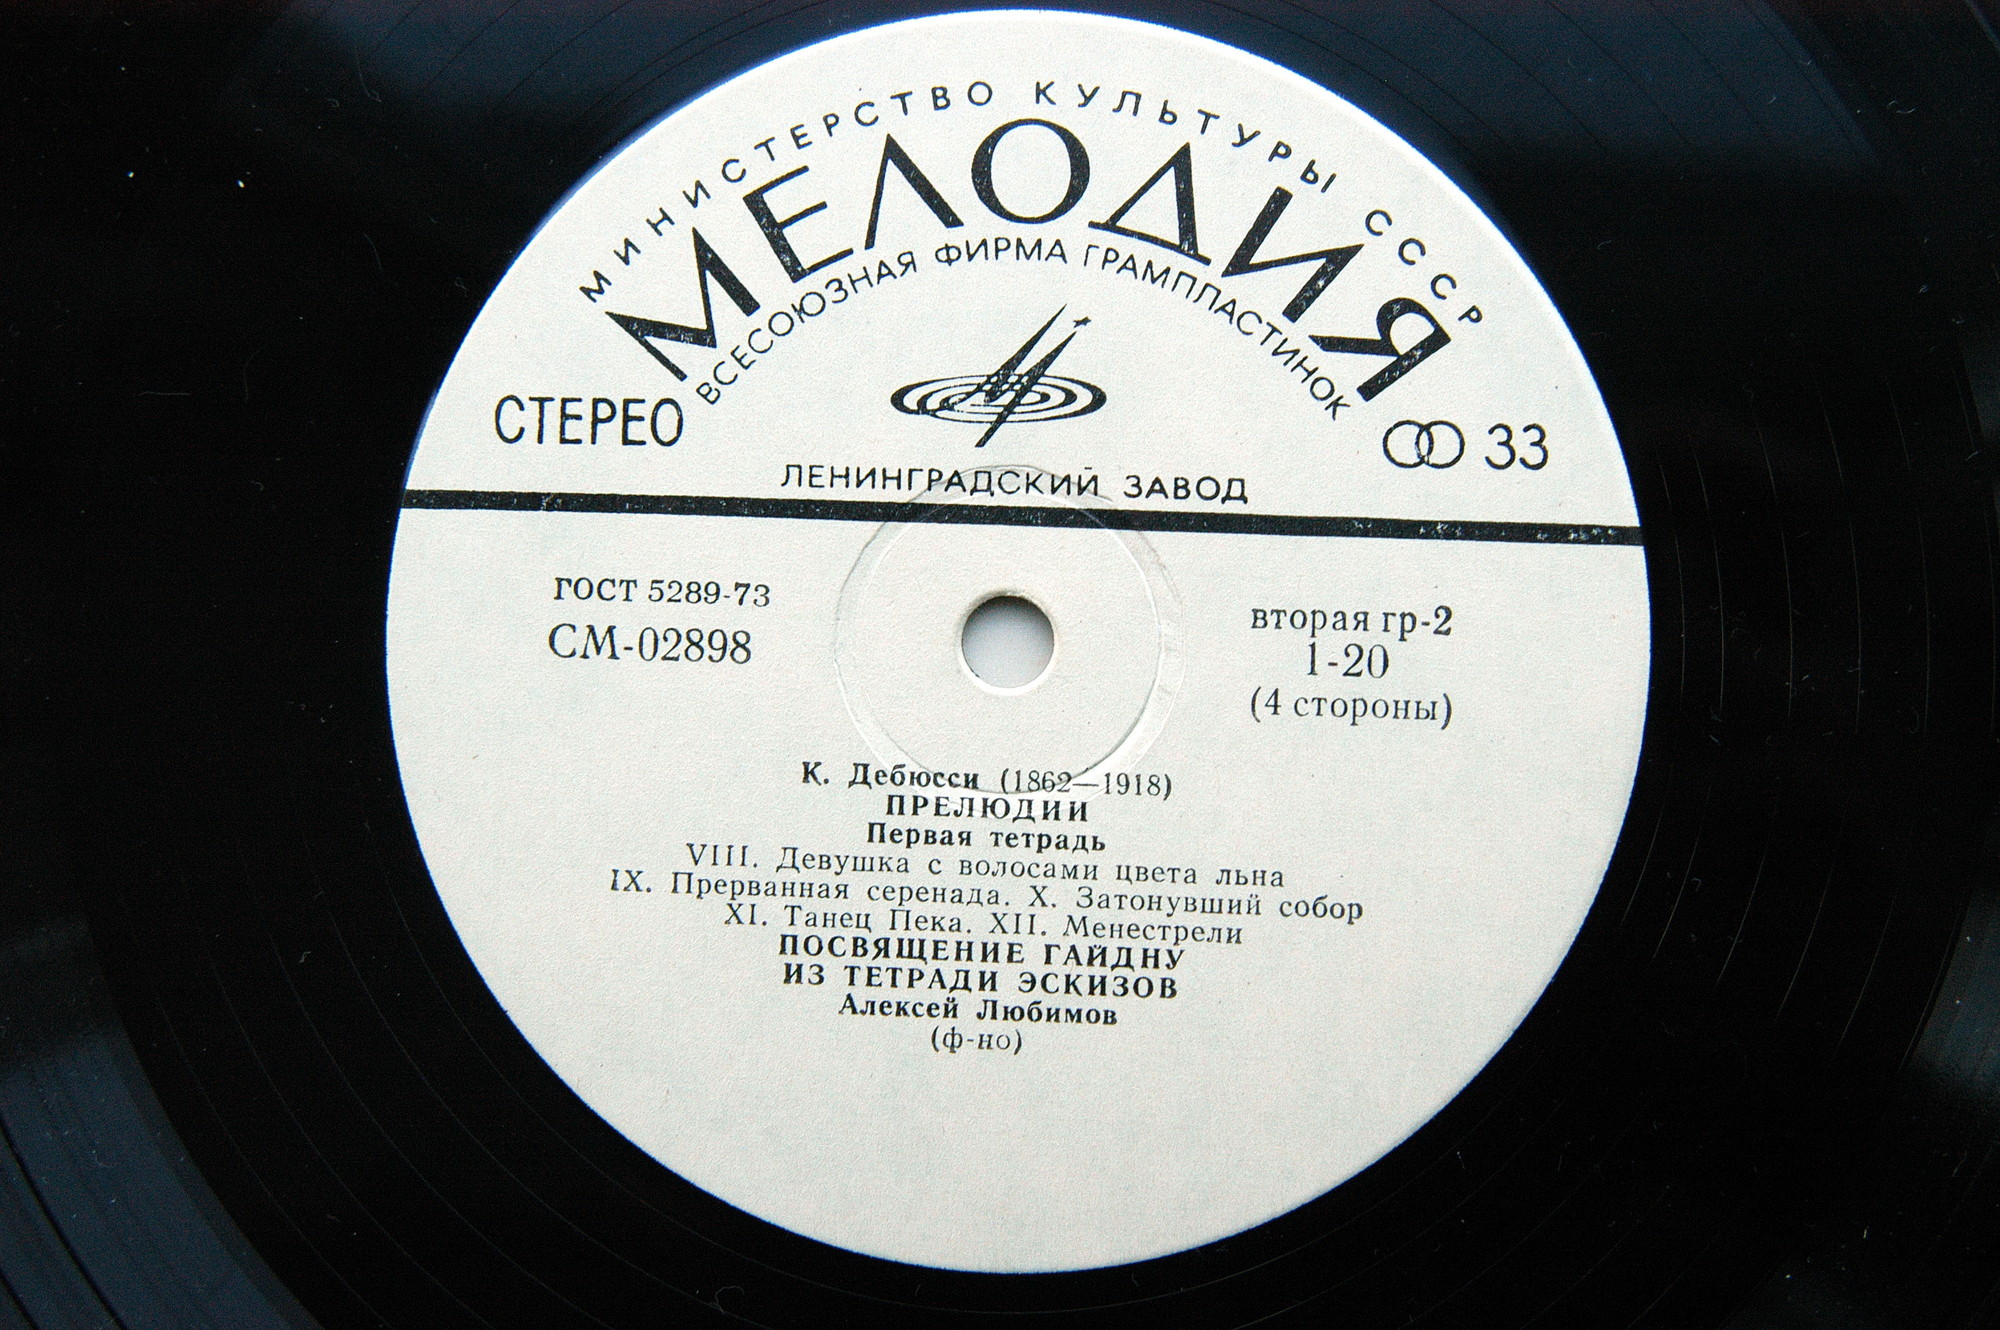 МИНИСТЕРСТВО КУЛЬТУРЫ СССР
МЕЛОДИЯ
ВСЕСОЮЗНАЯ ФИРМА ГРАМПЛАСТИНОК
СТЕРЕО
33
ЛЕНИНГРАДСКИЙ ЗАВОД
ГОСТ 5289-73
СМ-02898
вторая гр-2
1-20
(4 стороны)
К. Дебюсси (1862—1918)
ПРЕЛЮДИИ
Первая тетрадь
VIII. Девушка с волосами цвета льна
IX. Прерванная серенада. X. Затонувший собор
XI. Танец Пека. XII. Менестрели
ПОСВЯЩЕНИЕ ГАЙДНУ
ИЗ ТЕТРАДИ ЭСКИЗОВ
Алексей Любимов
(ф-но)